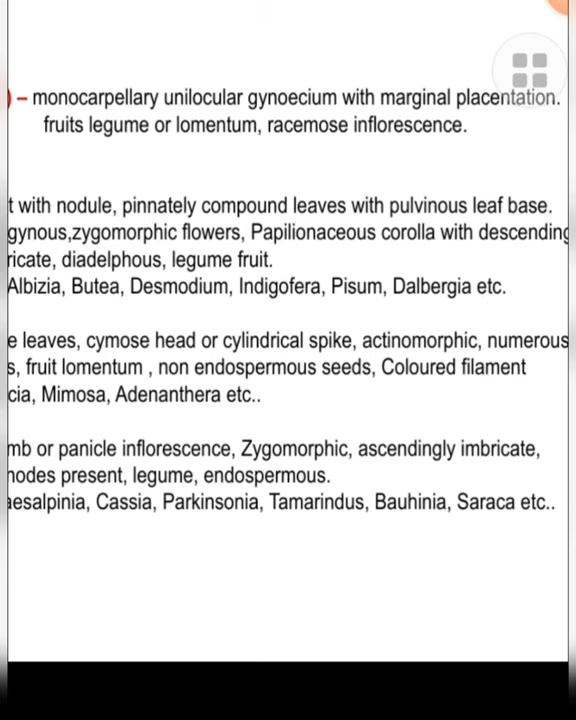 ) – monocarpellary unilocular gynoecium with marginal placentation.
fruits legume or lomentum, racemose inflorescence.
t with nodule, pinnately compound leaves with pulvinous leaf base.
gynous,zygomorphic flowers, Papilionaceous corolla with descending
ricate, diadelphous, legume fruit.
Albizia, Butea, Desmodium, Indigofera, Pisum, Dalbergia etc.
e leaves, cymose head or cylindrical spike, actinomorphic, numerous
s, fruit lomentum , non endospermous seeds, Coloured filament
cia, Mimosa, Adenanthera etc..
mb or panicle inflorescence, Zygomorphic, ascendingly imbricate,
nodes present, legume, endospermous.
aesalpinia, Cassia, Parkinsonia, Tamarindus, Bauhinia, Saraca etc..